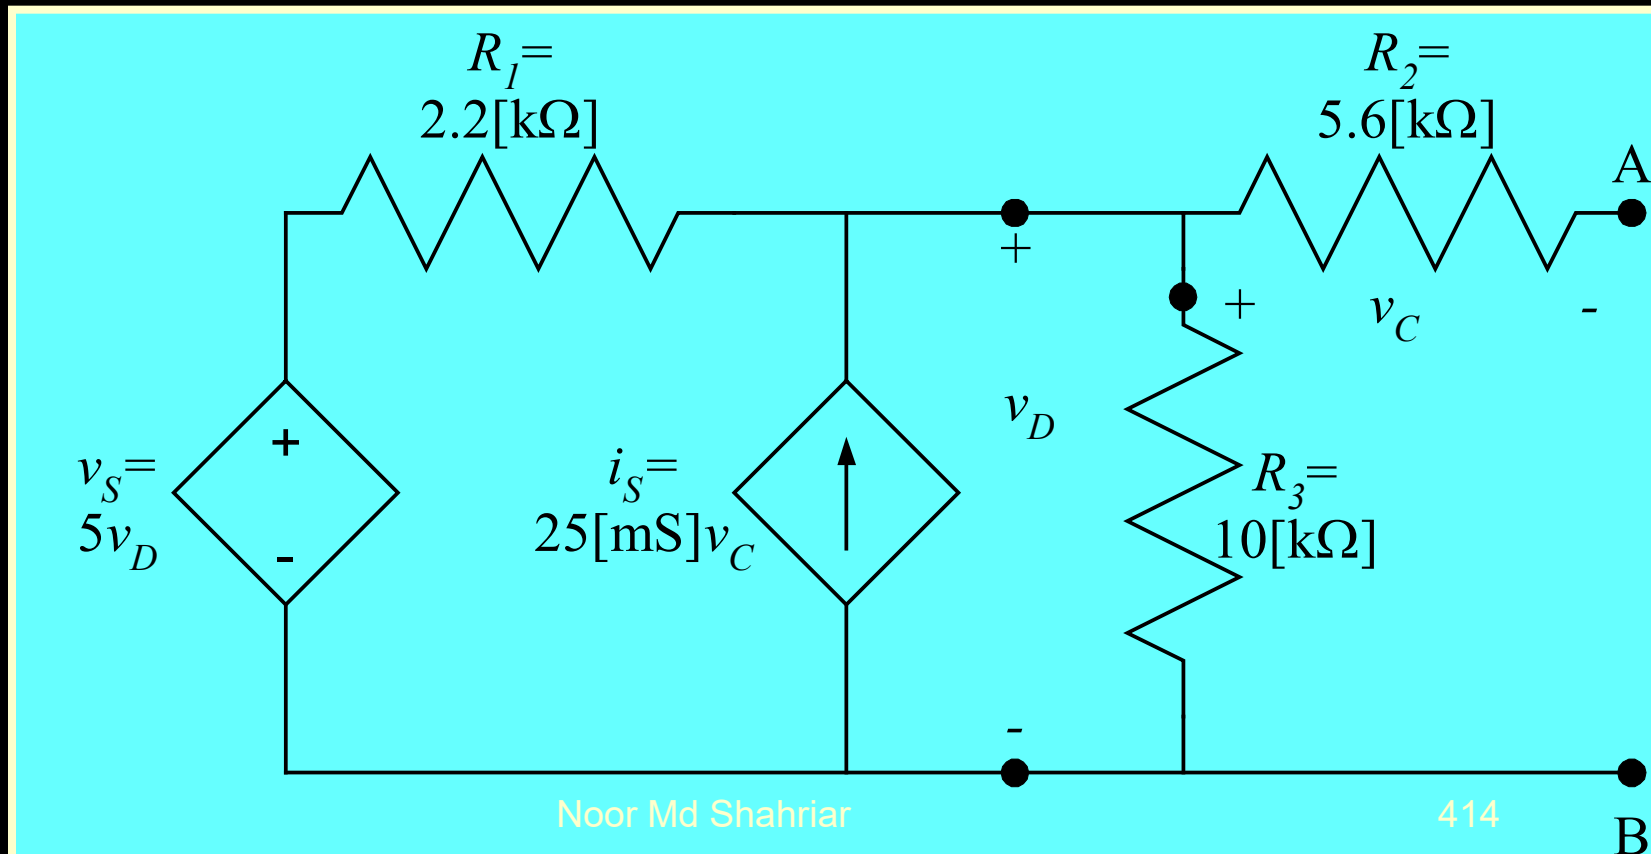 R1=
2.2[kΩ]
R2=
5.6[kΩ]
A
+
+
vC
-
vD
+
-
vS=
5vD
iS=
25[mS]vC
R3=
10[kΩ]
-
Noor Md Shahriar
414
B